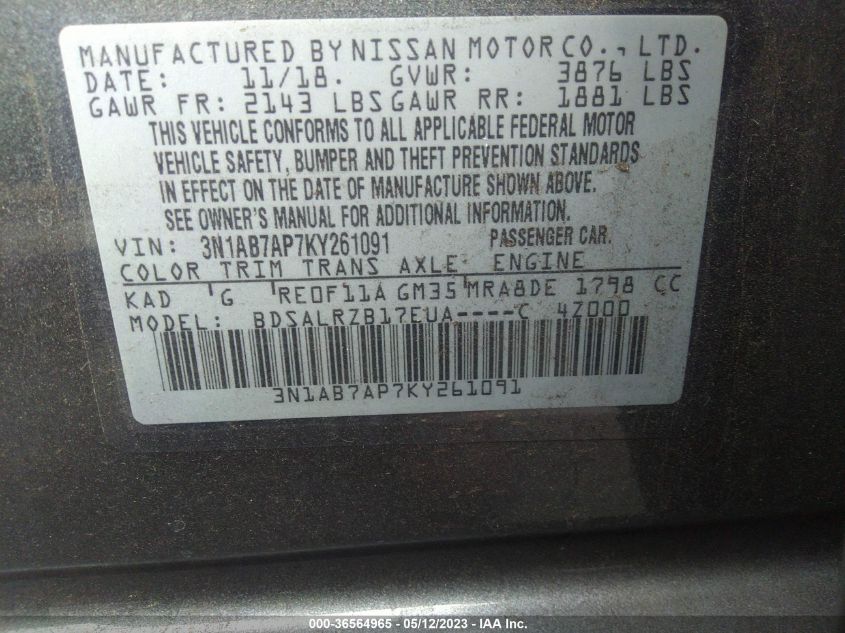 MANUFACTURED BY NISSAN MOTOR CO., LTD.
DATE: 11/18. GVWR: 3876 LBS
GAWR FR: 2143 LBS GAWR RR: 1881 LBS
THIS VEHICLE CONFORMS TO ALL APPLICABLE FEDERAL MOTOR
VEHICLE SAFETY, BUMPER AND THEFT PREVENTION STANDARDS
IN EFFECT ON THE DATE OF MANUFACTURE SHOWN ABOVE.
SEE OWNER'S MANUAL FOR ADDITIONAL INFORMATION.
VIN: 3N1AB7AP7KY261091 PASSENGER CAR.
COLOR TRIM TRANS AXLE ENGINE
KAD G RE0F11A GM35 MRA8DE 1798 CC
MODEL: BDSALRZB17EUA----C 4Z000
3N1AB7AP7KY261091
000-36564965 - 05/12/2023 - IAA Inc.